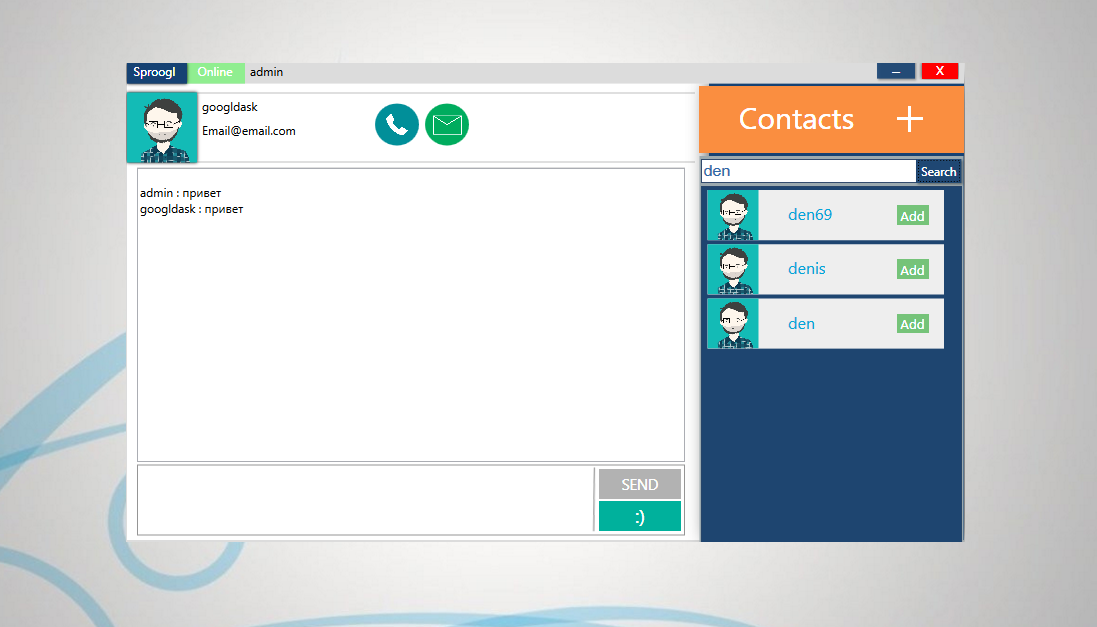 Sproogl Online admin – X
googldask
Email@email.com
admin : привет
googldask : привет
SEND
:)
Contacts +
den Search
den69 Add
denis Add
den Add